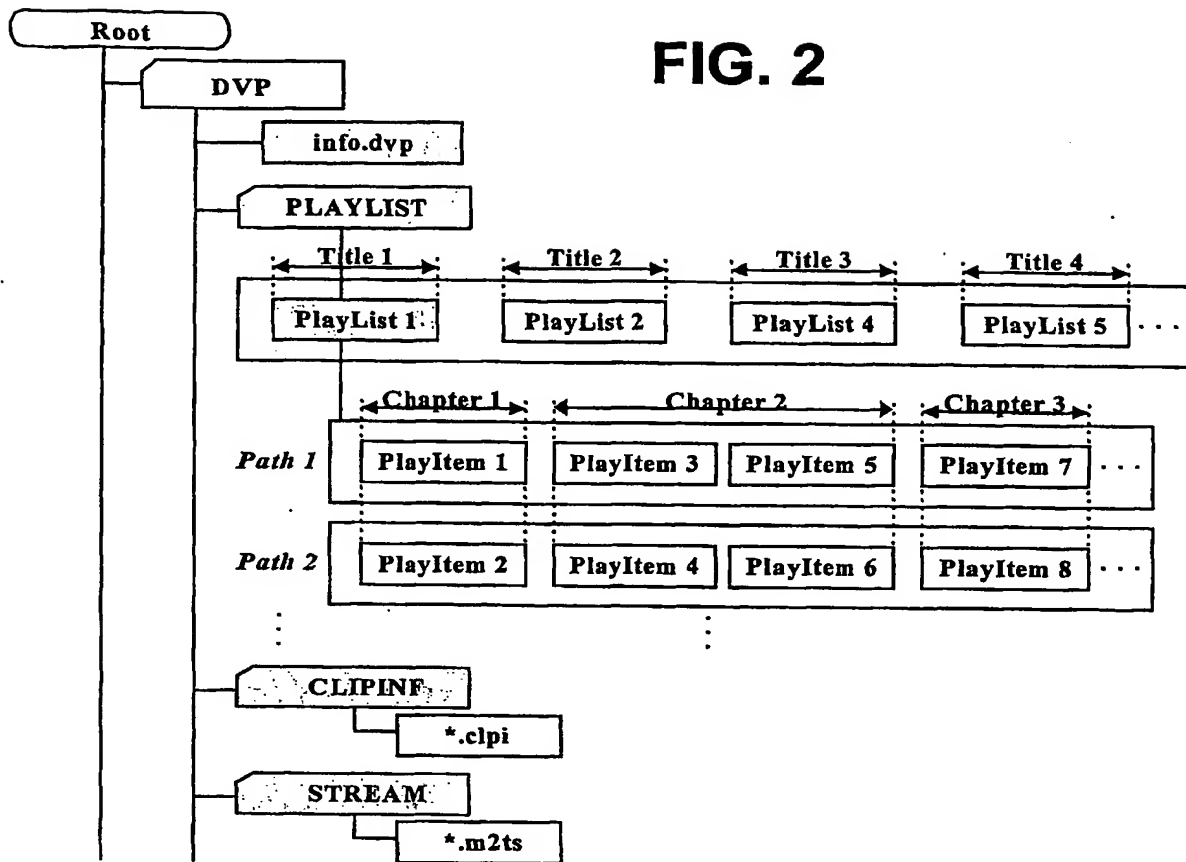 Root
FIG. 2
DVP
info.dvp
PLAYLIST
Title 1 Title 2 Title 3 Title 4
PlayList 1 PlayList 2 PlayList 4 PlayList 5 · · ·
Chapter 1 Chapter 2 Chapter 3
Path 1 PlayItem 1 PlayItem 3 PlayItem 5 PlayItem 7 · · ·
Path 2 PlayItem 2 PlayItem 4 PlayItem 6 PlayItem 8 · · ·
CLIPINF
*.clpi
STREAM
*.m2ts